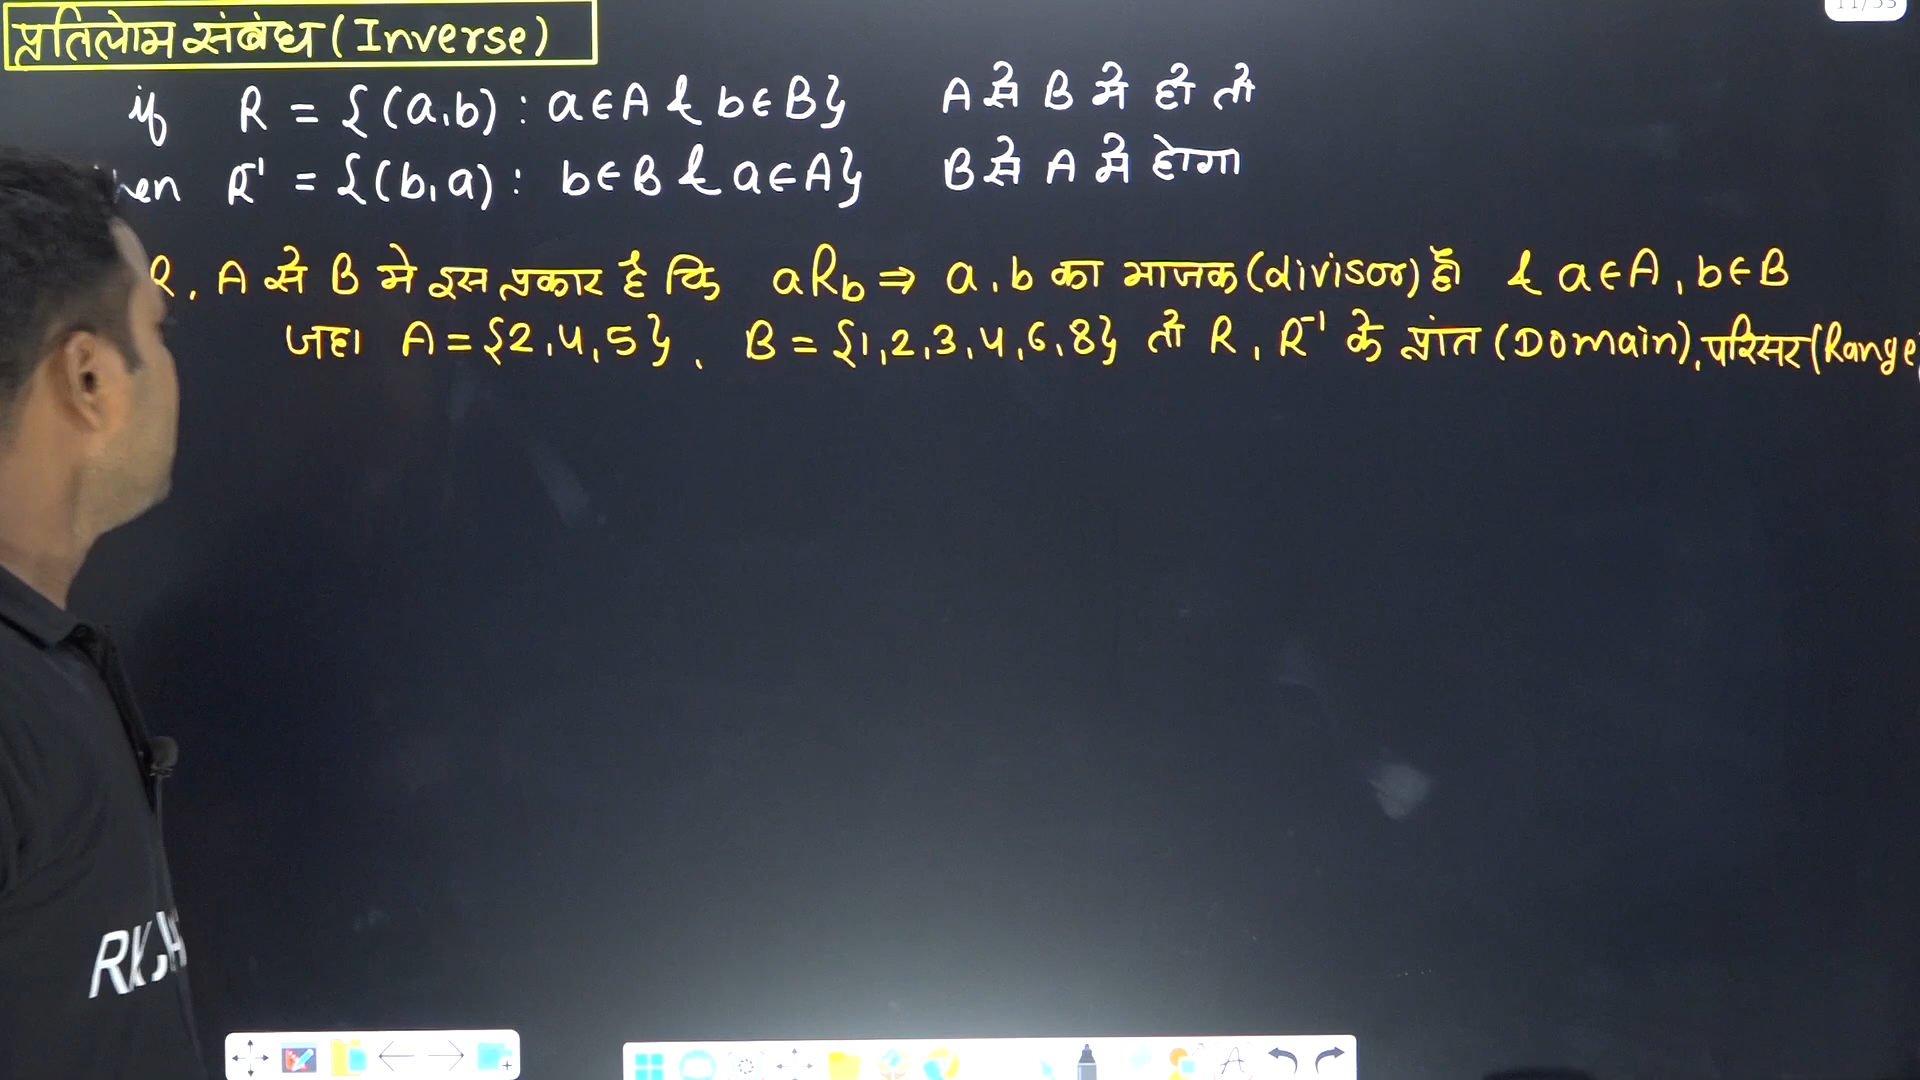 प्रतिलोम संबंध (Inverse)
if R = {(a,b) : a∈A & b∈B} A से B में हो तो
hen R⁻¹ = {(b,a) : b∈B & a∈A} B से A में होगा
R, A से B में इस प्रकार है कि aRb ⇒ a, b का भाजक (divisor) हो & a∈A, b∈B
जहा A = {2,4,5}, B = {1,2,3,4,6,8} तो R, R⁻¹ के प्रांत (Domain), परिसर (Range